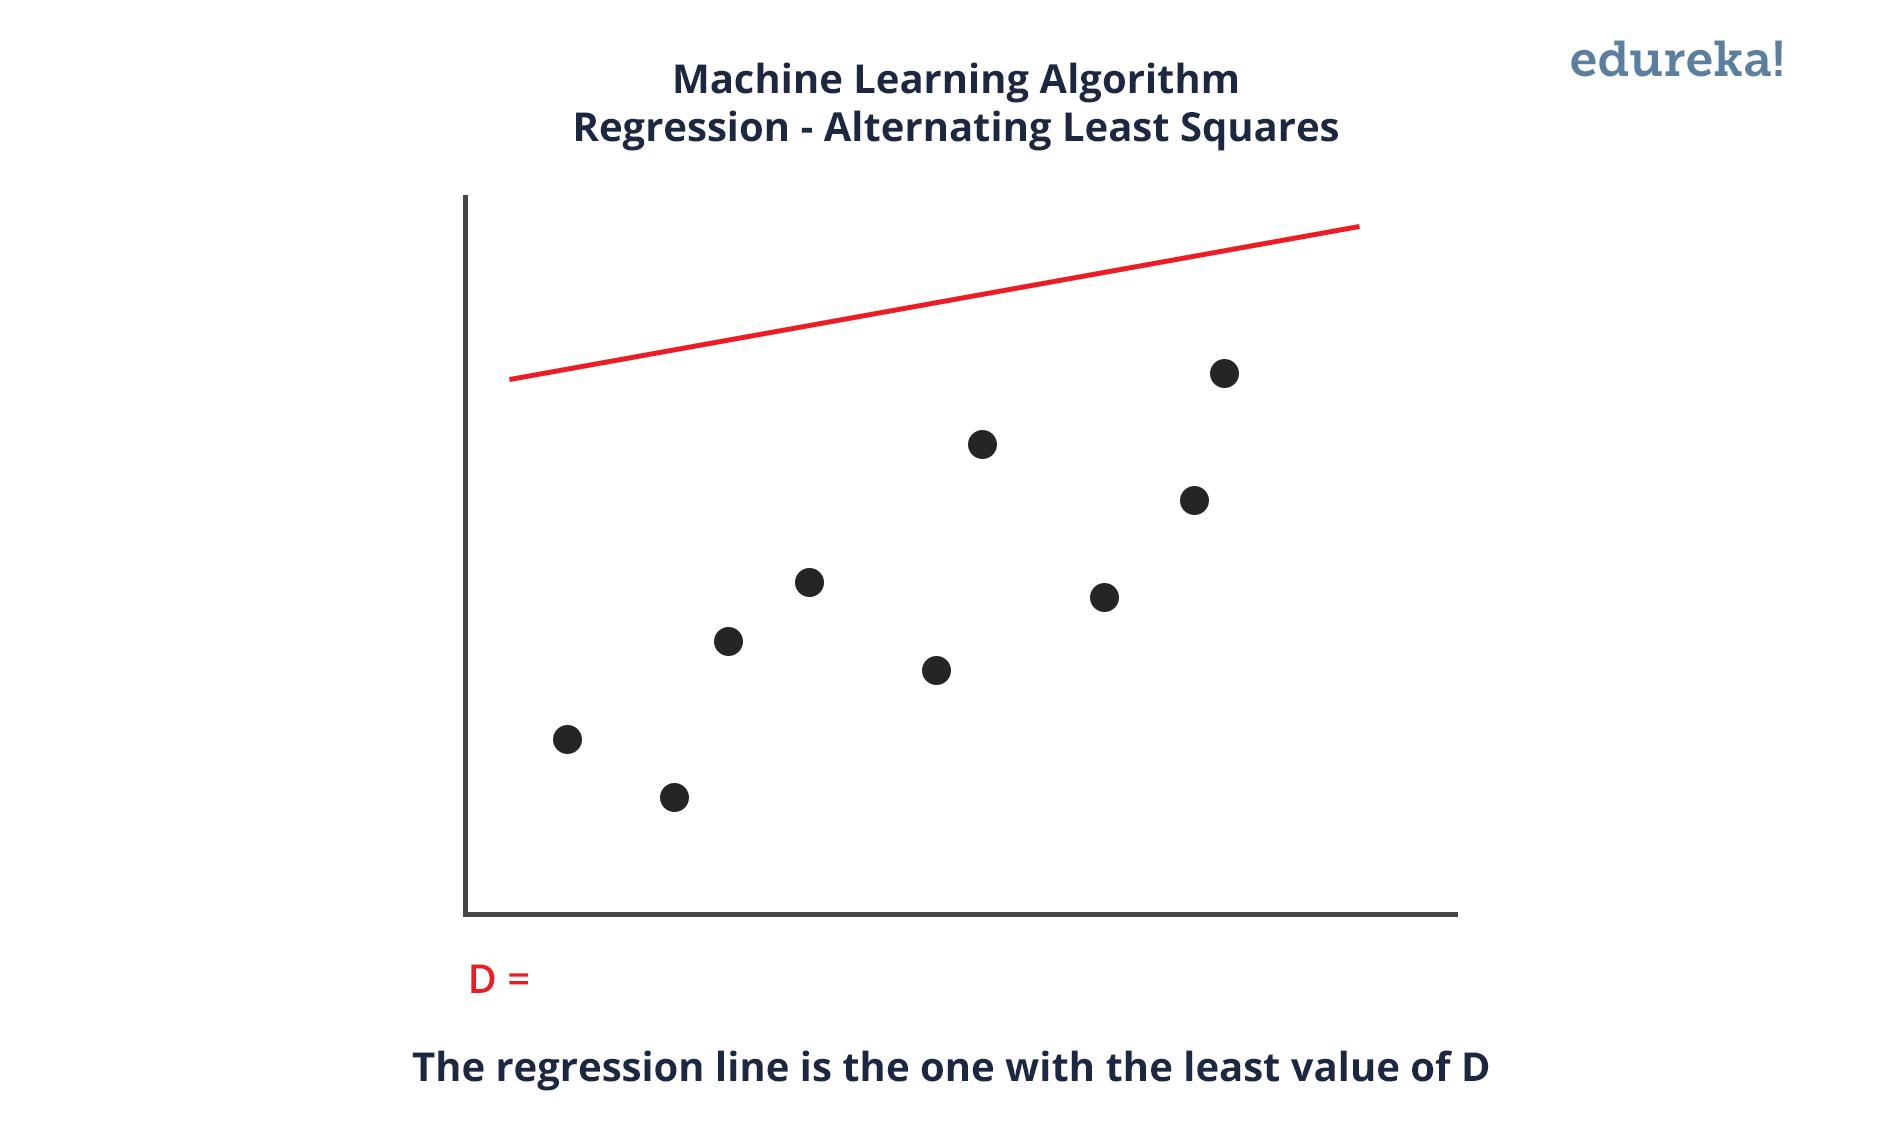 edureka!
Machine Learning Algorithm
Regression - Alternating Least Squares
D =
The regression line is the one with the least value of D